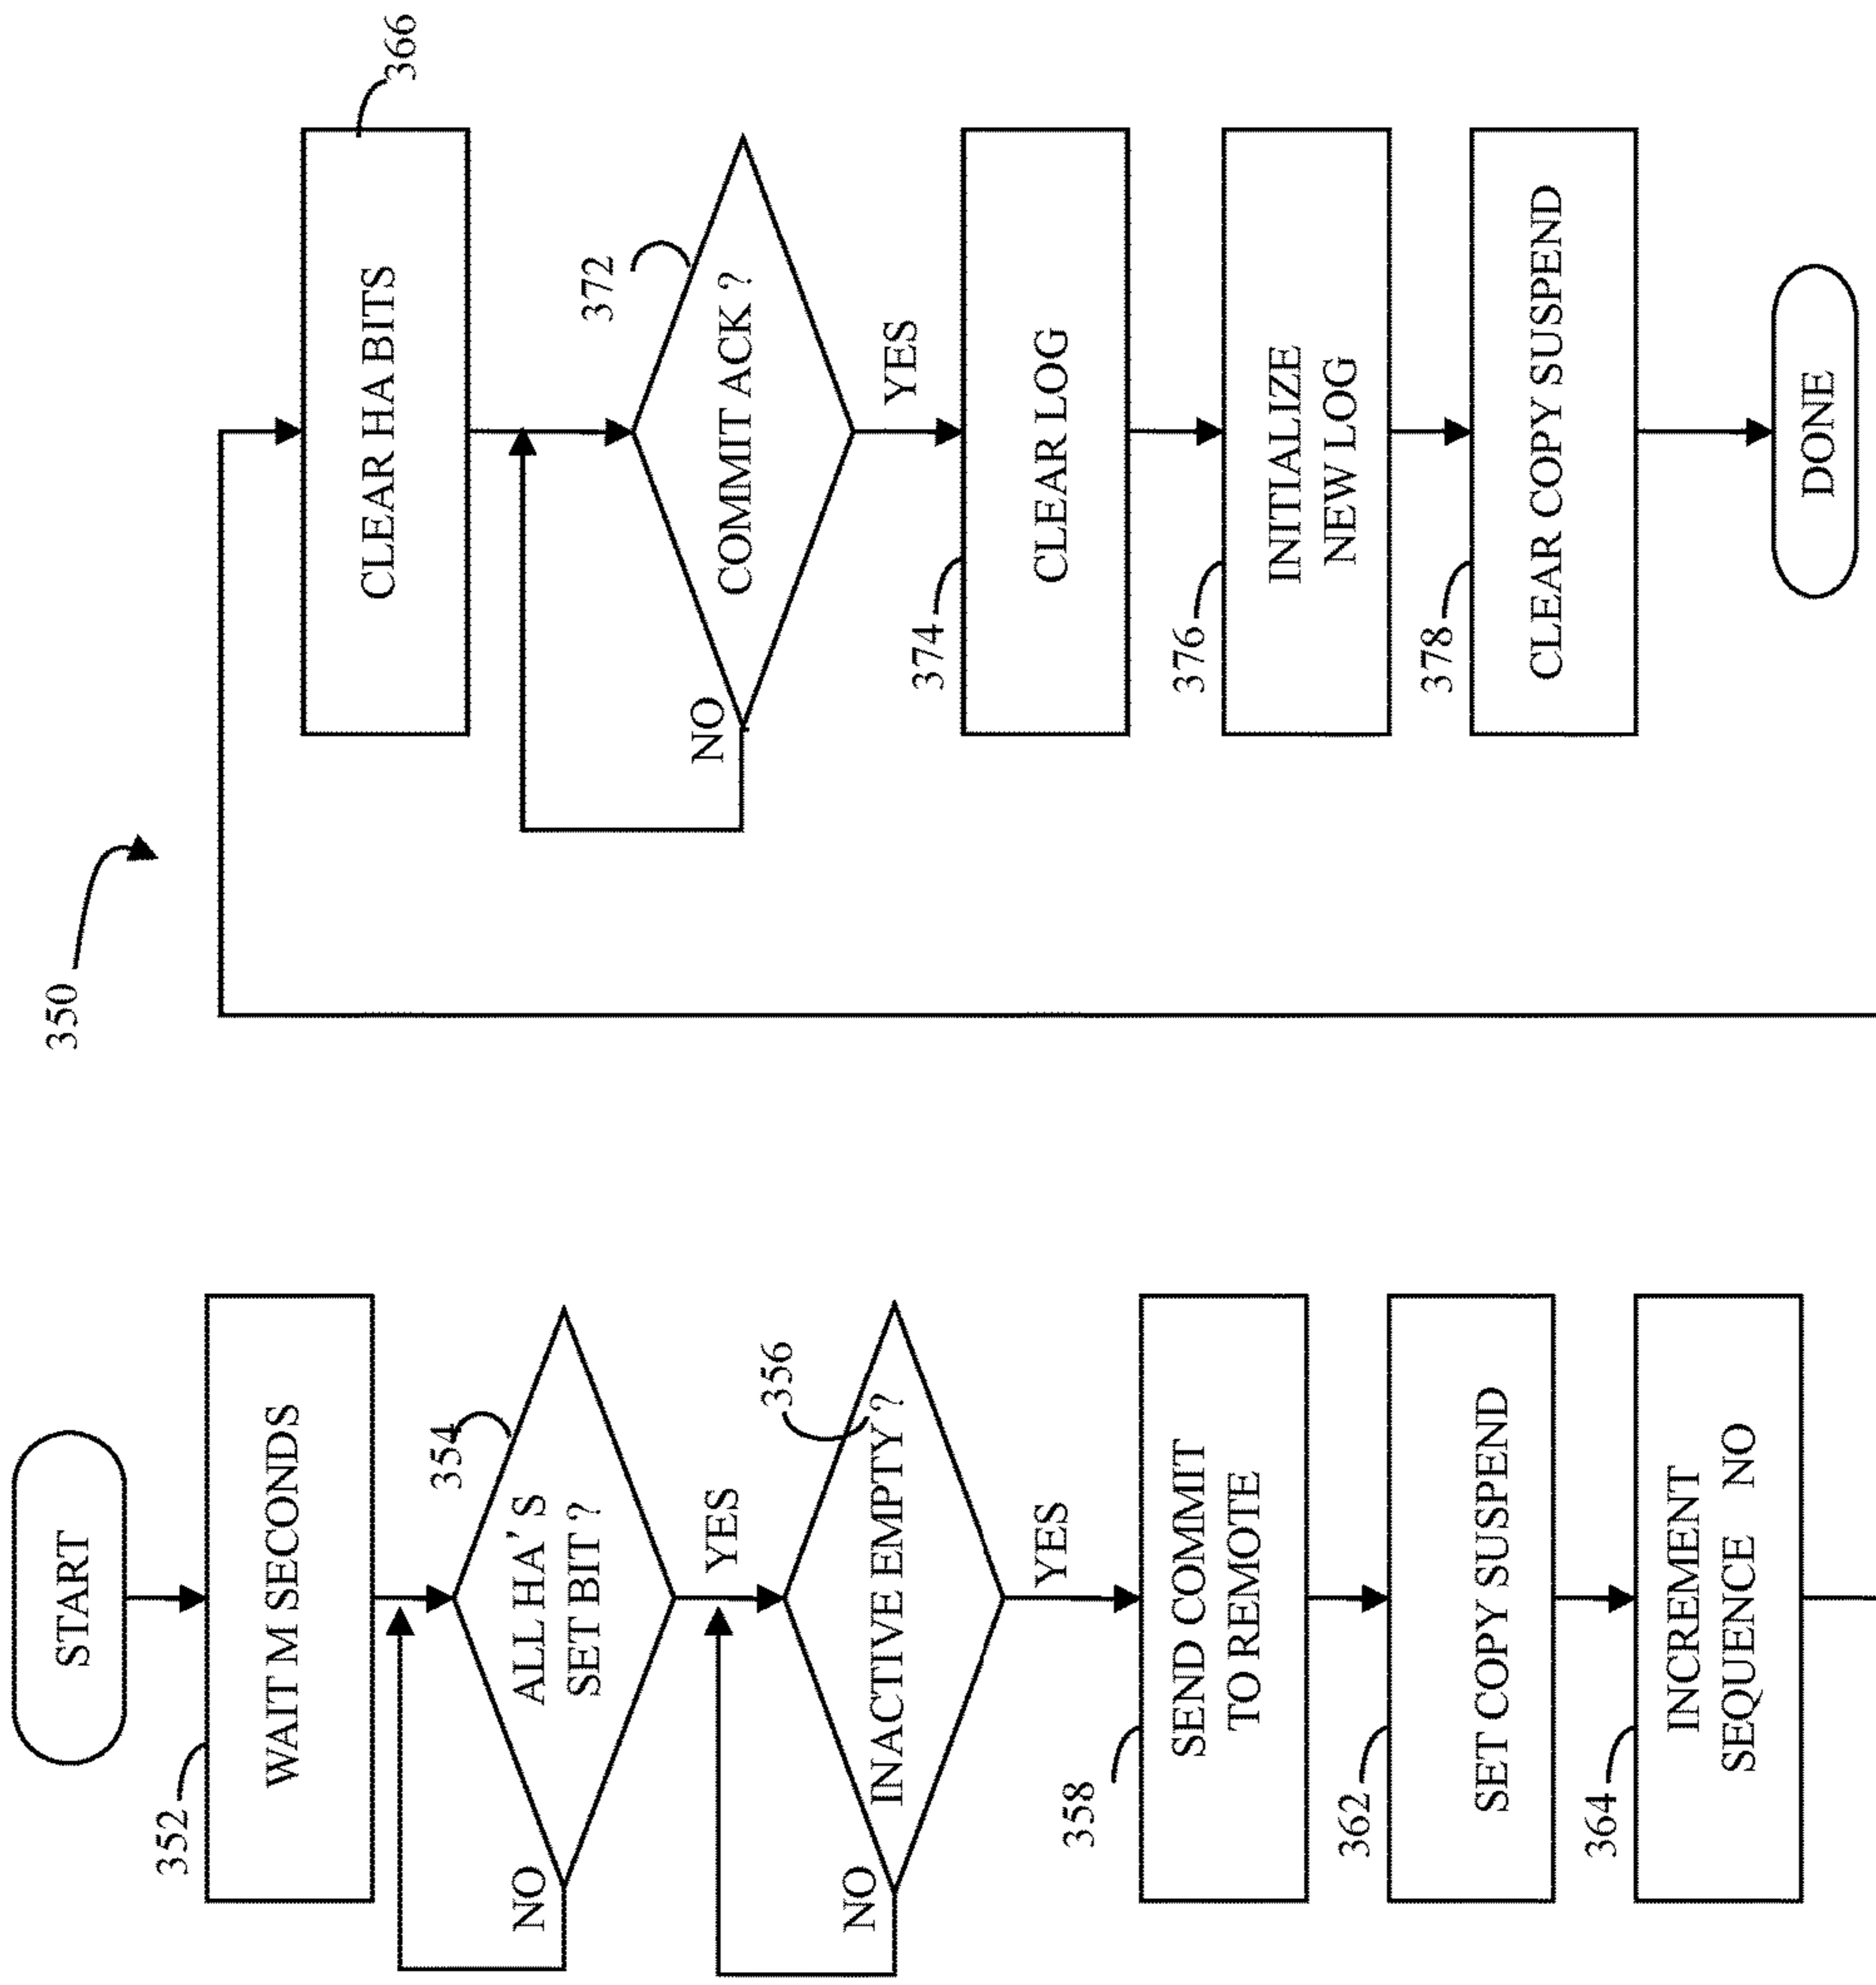 350
START
352
WAIT M SECONDS
354
ALL HA'S
SET BIT ?
NO
YES
356
INACTIVE EMPTY ?
NO
YES
358
SEND COMMIT
TO REMOTE
362
SET COPY SUSPEND
364
INCREMENT
SEQUENCE NO
366
CLEAR HA BITS
372
COMMIT ACK ?
NO
YES
374
CLEAR LOG
376
INITIALIZE
NEW LOG
378
CLEAR COPY SUSPEND
DONE